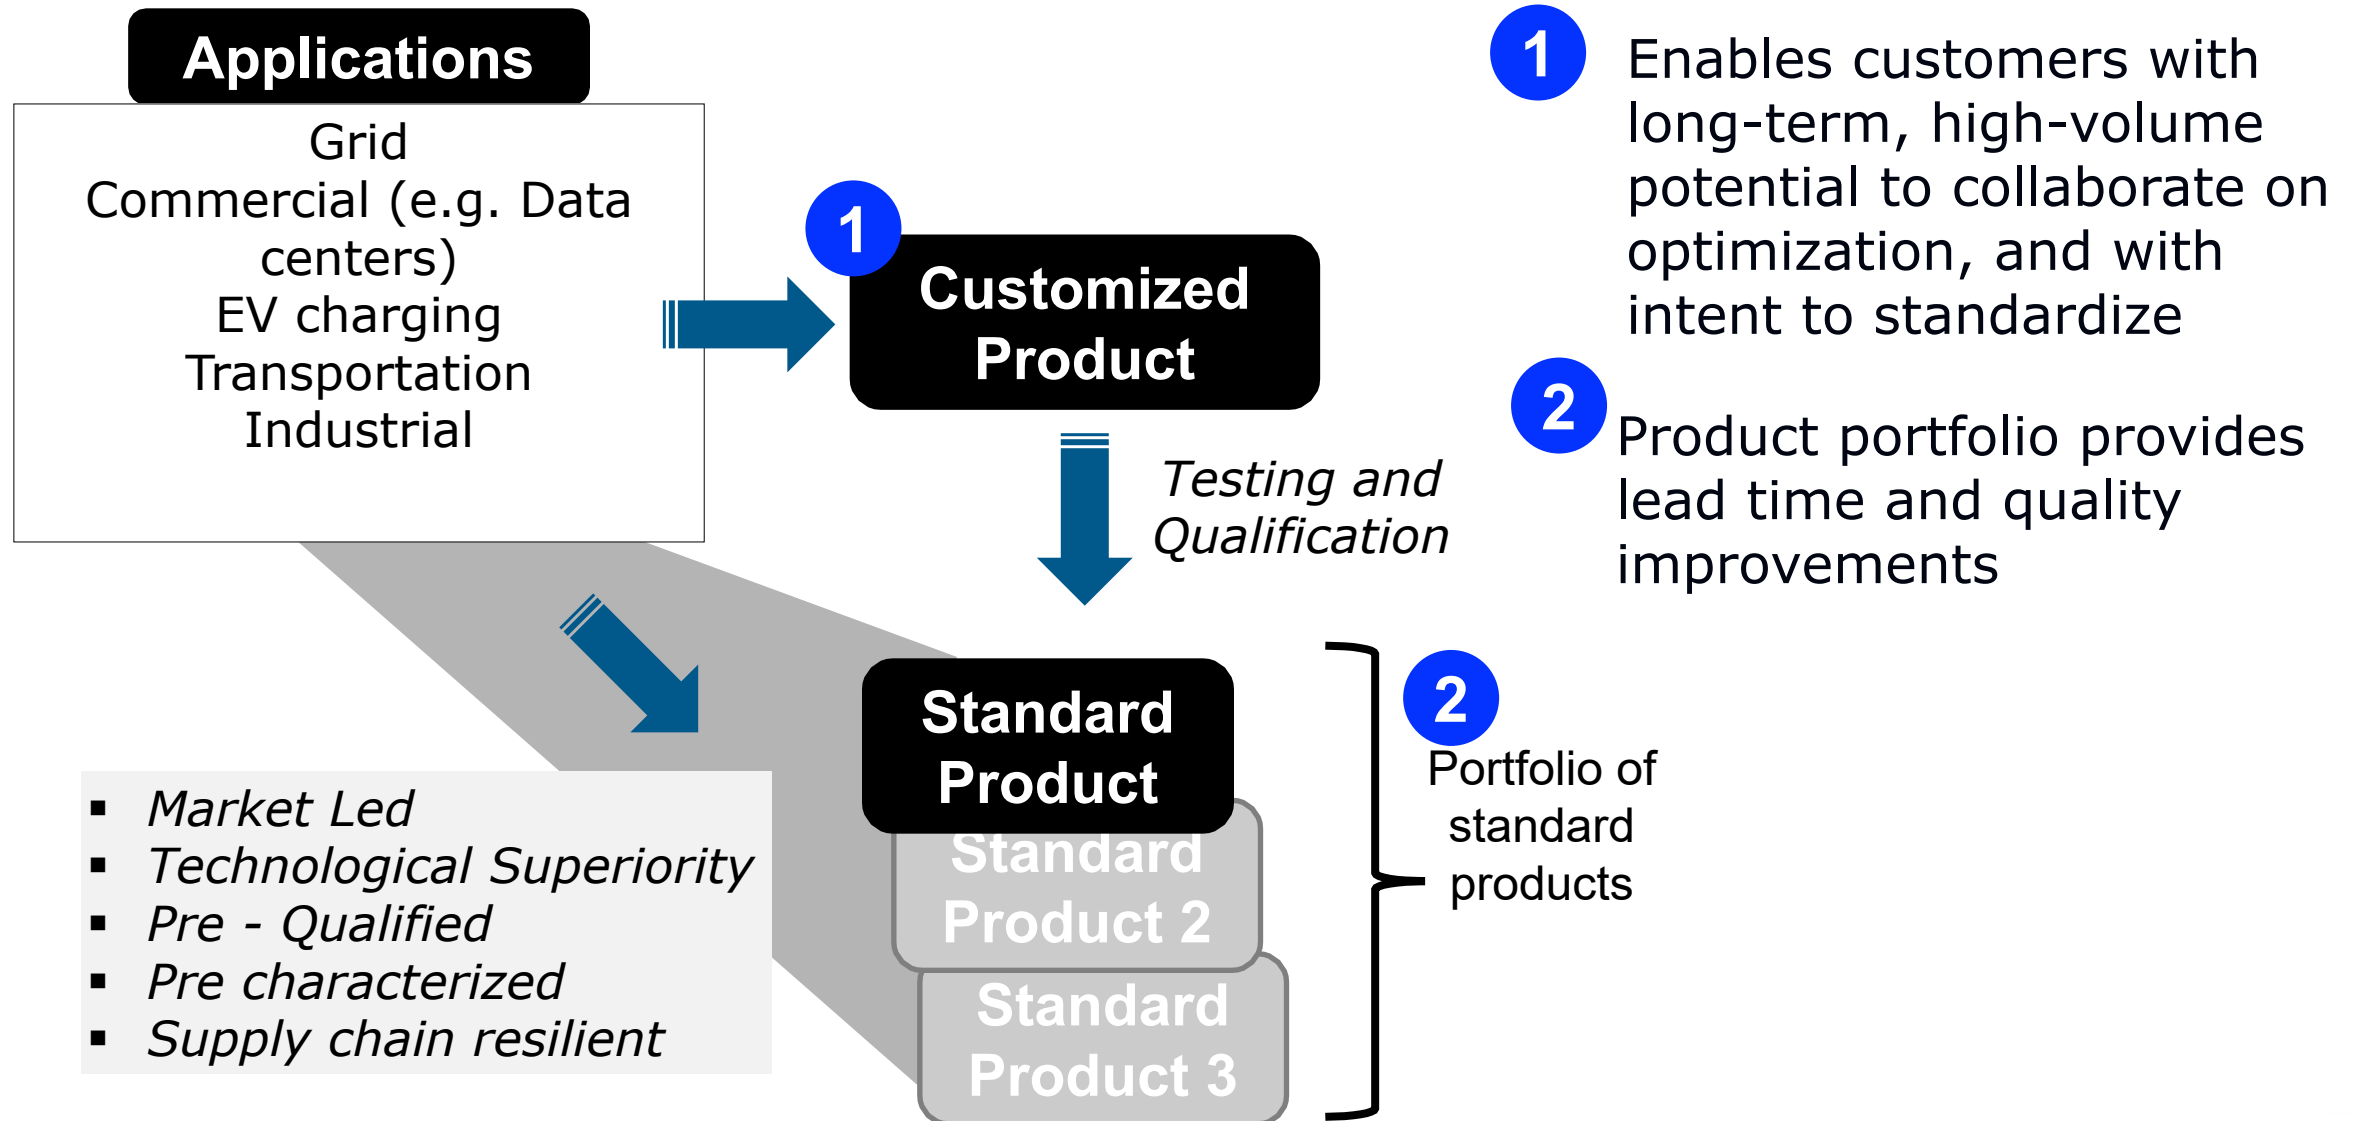 Applications
Grid
Commercial (e.g. Data
centers)
EV charging
Transportation
Industrial
1
Customized
Product
Testing and
Qualification
▪ Market Led
▪ Technological Superiority
▪ Pre - Qualified
▪ Pre characterized
▪ Supply chain resilient
Standard
Product
Standard
Product 2
Standard
Product 3
2
Portfolio of
standard
products
1
Enables customers with
long-term, high-volume
potential to collaborate on
optimization, and with
intent to standardize
2
Product portfolio provides
lead time and quality
improvements